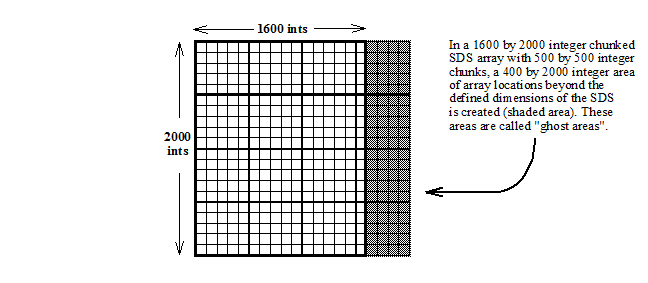 1600 ints
2000
ints
In a 1600 by 2000 integer chunked
SDS array with 500 by 500 integer
chunks, a 400 by 2000 integer area
of array locations beyond the
defined dimensions of the SDS
is created (shaded area). These
areas are called "ghost areas".